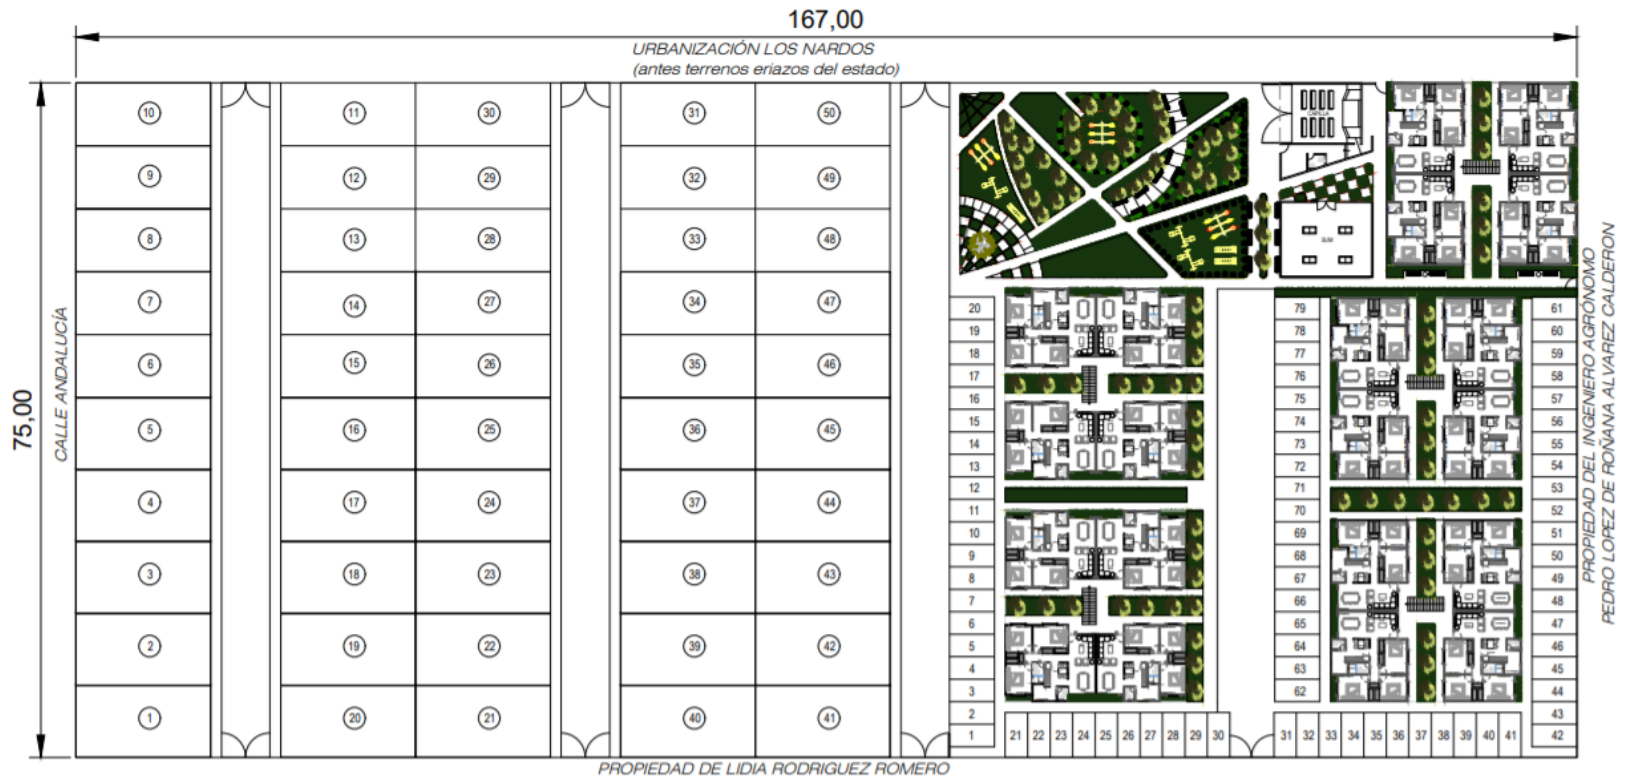 167,00
URBANIZACIÓN LOS NARDOS
(antes terrenos eriazos del estado)
75,00
CALLE ANDALUCÍA
10 11 30 31 50
9 12 29 32 49
8 13 28 33 48
7 14 27 34 47
6 15 26 35 46
5 16 25 36 45
4 17 24 37 44
3 18 23 38 43
2 19 22 39 42
1 20 21 40 41
CAPILLA
SUM
20 79 61
19 78 60
18 77 59
17 76 58
16 75 57
15 74 56
14 73 55
13 72 54
12 71 53
11 70 52
10 69 51
9 68 50
8 67 49
7 66 48
6 65 47
5 64 46
4 63 45
3 62 44
2 43
1 21 22 23 24 25 26 27 28 29 30 31 32 33 34 35 36 37 38 39 40 41 42
PROPIEDAD DEL INGENIERO AGRÓNOMO
PEDRO LOPEZ DE ROÑANA ALVAREZ CALDERON
PROPIEDAD DE LIDIA RODRIGUEZ ROMERO